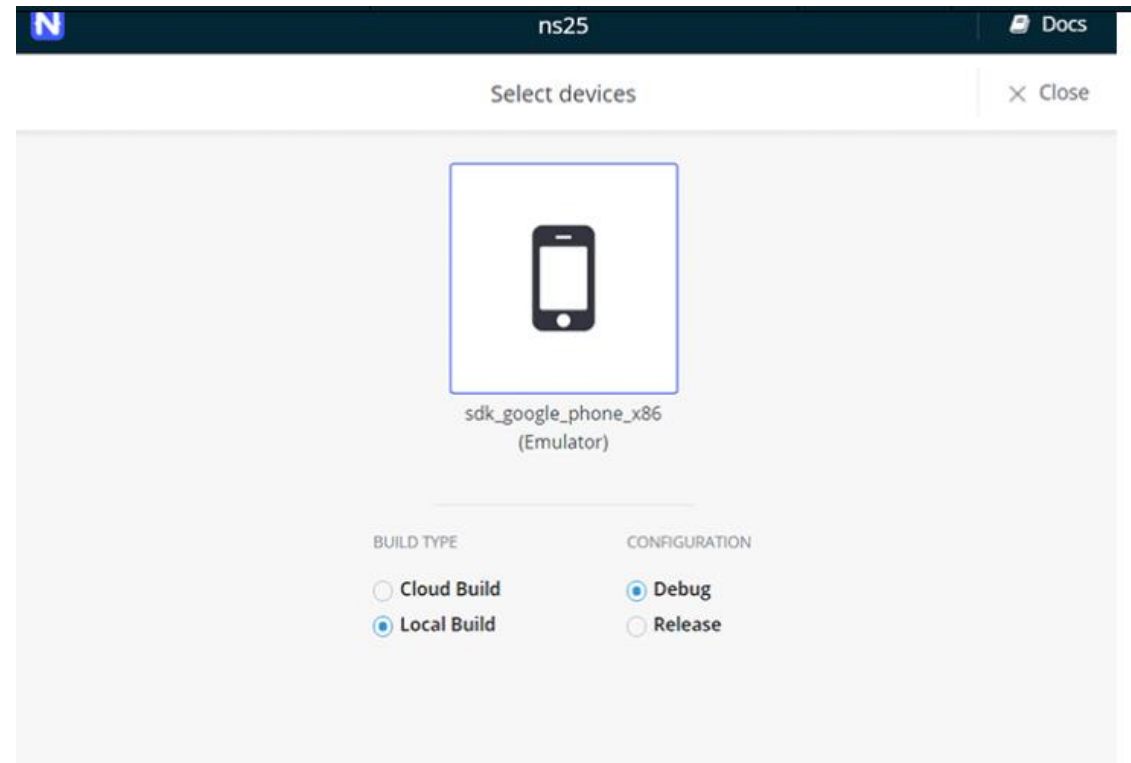 N
ns25
Docs
Select devices
Close
sdk_google_phone_x86
(Emulator)
BUILD TYPE
CONFIGURATION
Cloud Build
Debug
Local Build
Release